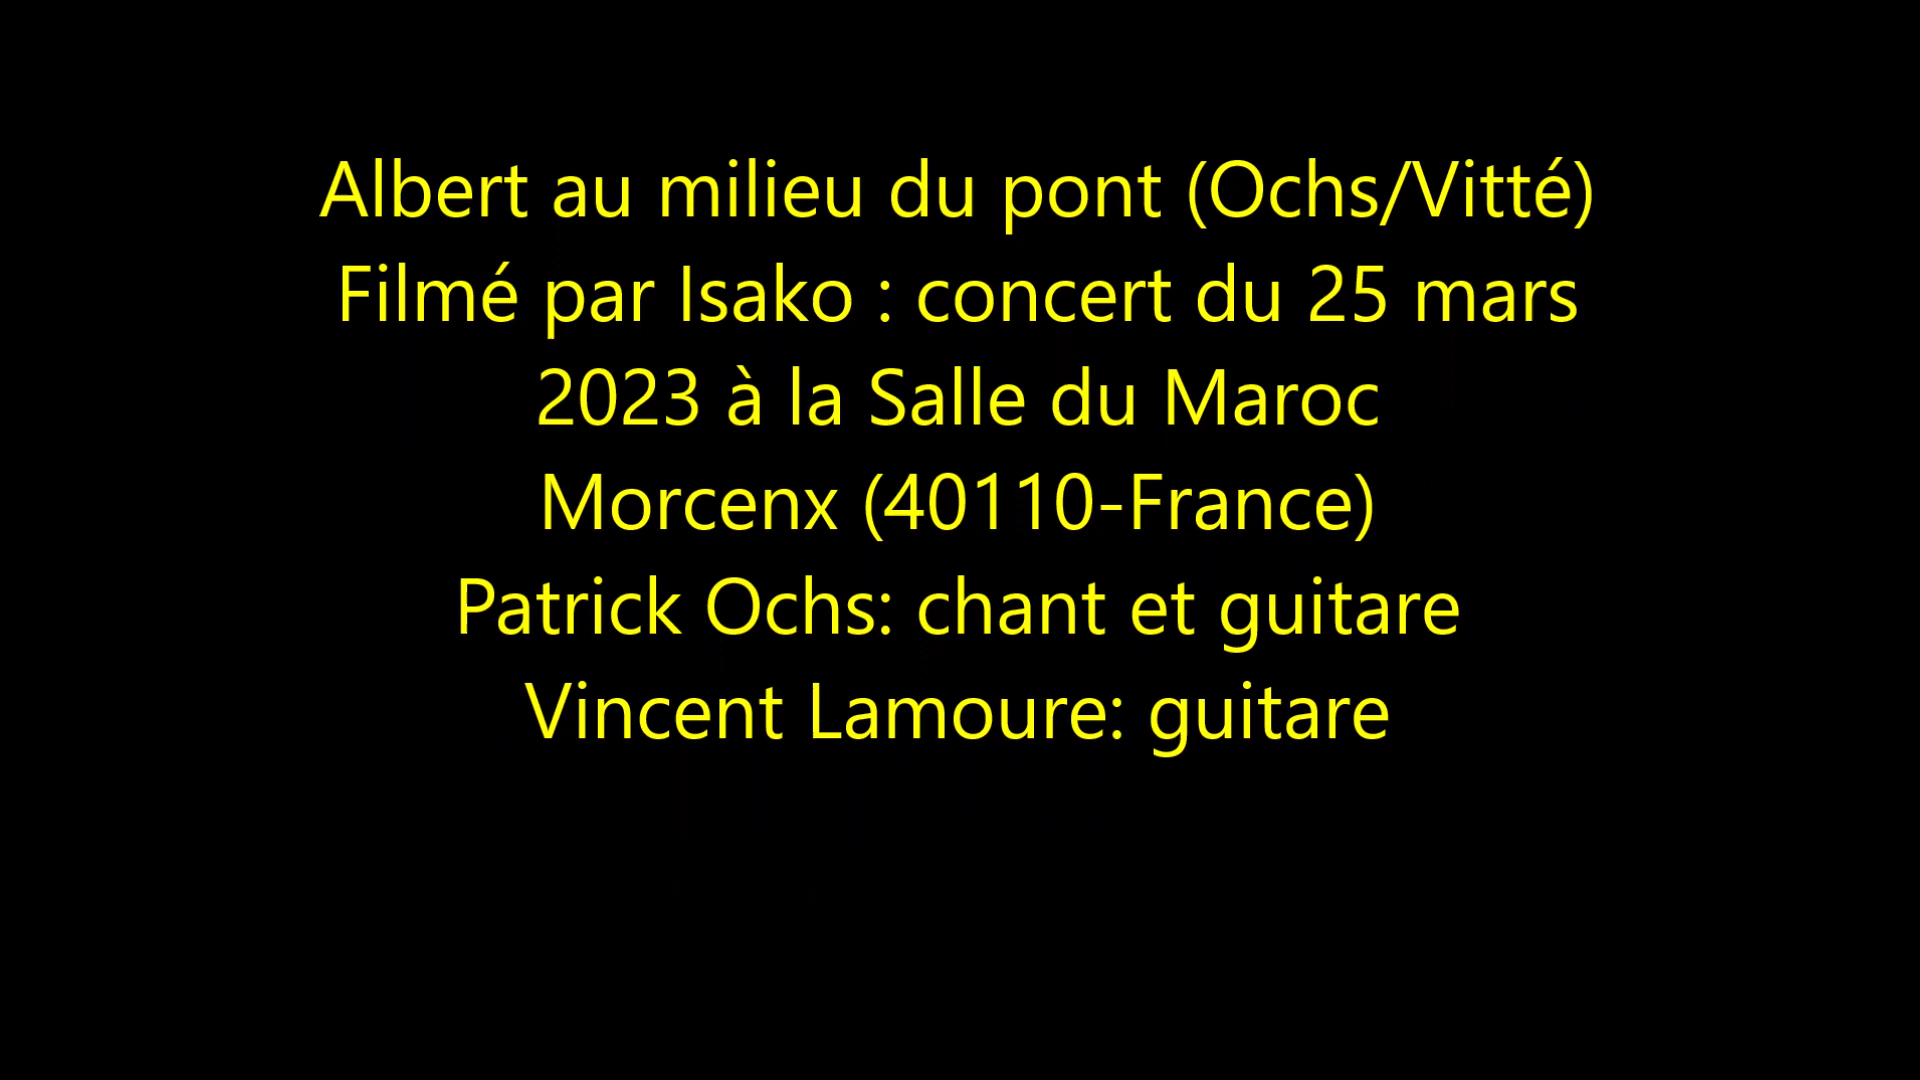 Albert au milieu du pont (Ochs/Vitté)
Filmé par Isako : concert du 25 mars
2023 à la Salle du Maroc
Morcenx (40110-France)
Patrick Ochs: chant et guitare
Vincent Lamoure: guitare